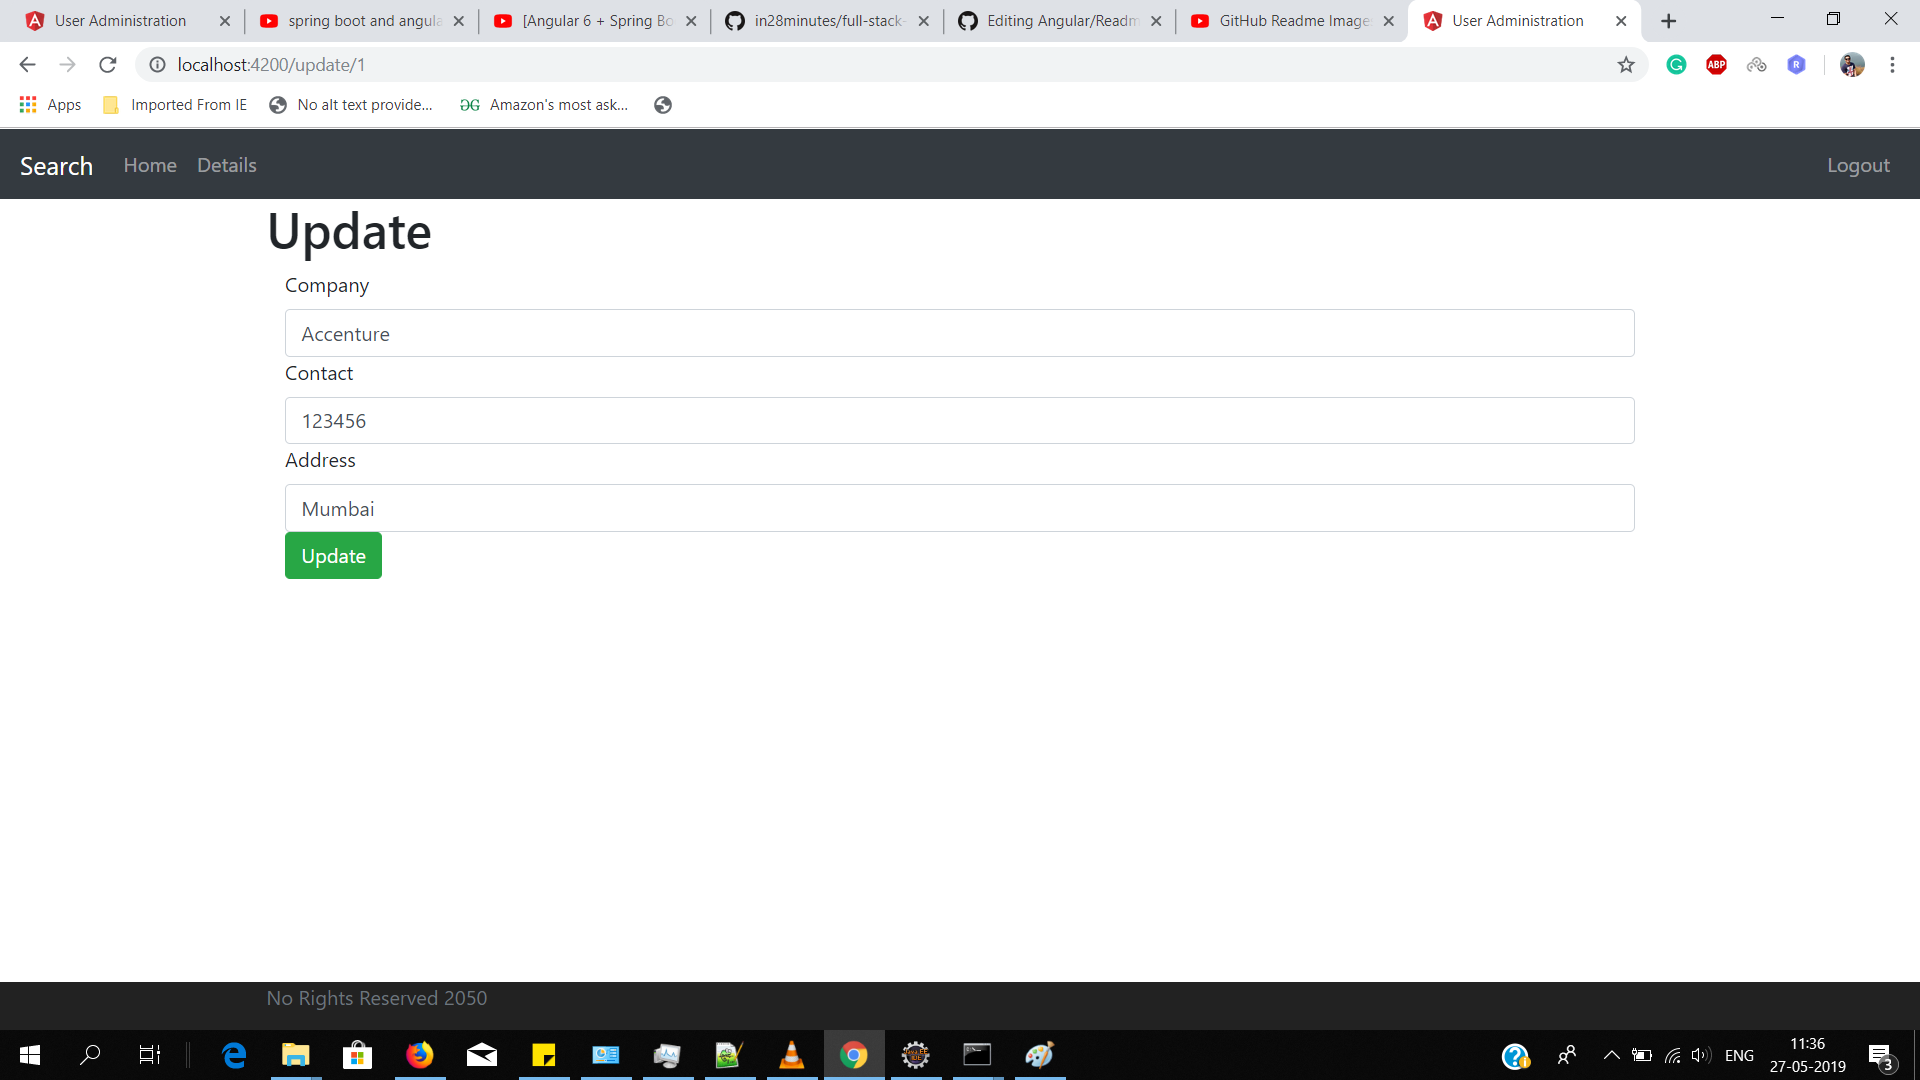 User Administration
spring boot and angula
[Angular 6 + Spring Bo
in28minutes/full-stack-
Editing Angular/Readm
GitHub Readme Image
User Administration
localhost:4200/update/1
ABP
R
Apps
Imported From IE
No alt text provide...
Amazon's most ask...
Search
Home
Details
Logout
Update
Company
Accenture
Contact
123456
Address
Mumbai
Update
No Rights Reserved 2050
ENG
11:36
27-05-2019
3